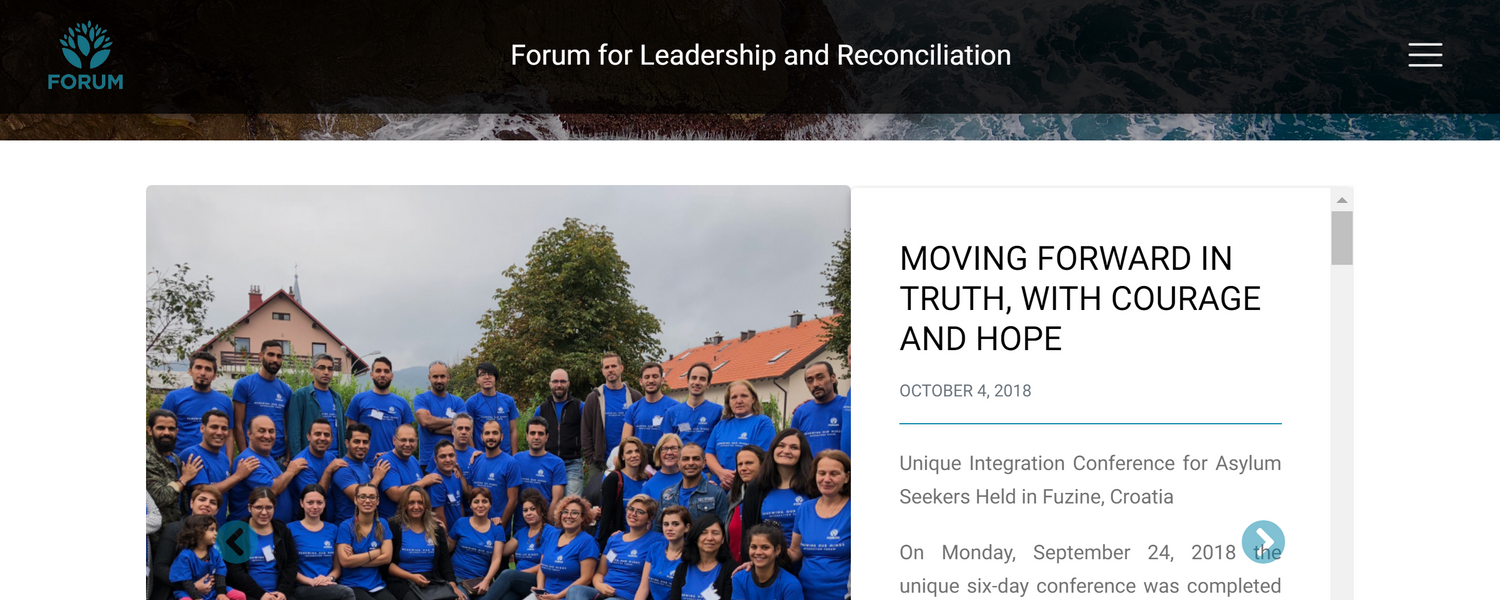 FORUM
Forum for Leadership and Reconciliation
MOVING FORWARD IN
TRUTH, WITH COURAGE
AND HOPE
OCTOBER 4, 2018
Unique Integration Conference for Asylum
Seekers Held in Fuzine, Croatia
On Monday, September 24, 2018 the
unique six-day conference was completed